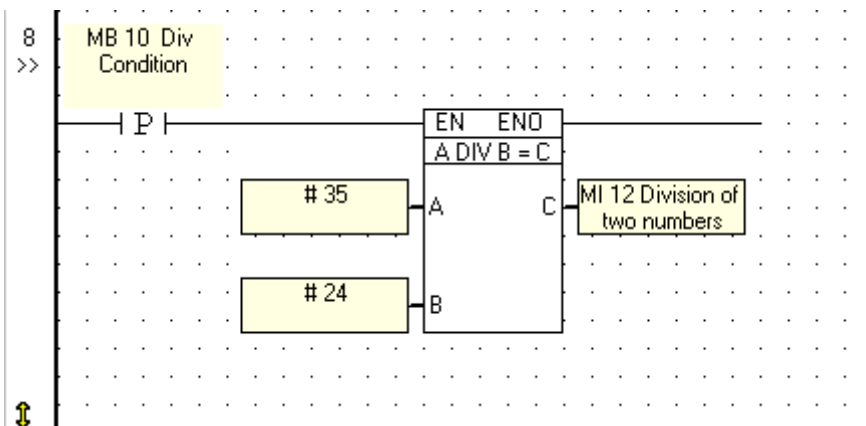 8
>>
MB 10 Div
Condition
P
EN ENO
A DIV B = C
# 35
A
C
MI 12 Division of
two numbers
# 24
B